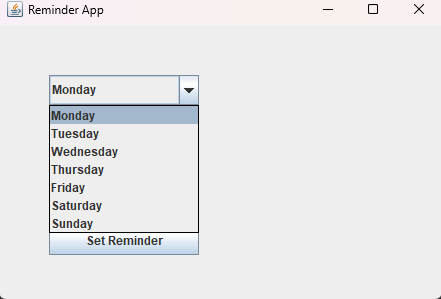 Reminder App
Monday
Monday
Tuesday
Wednesday
Thursday
Friday
Saturday
Sunday
Set Reminder